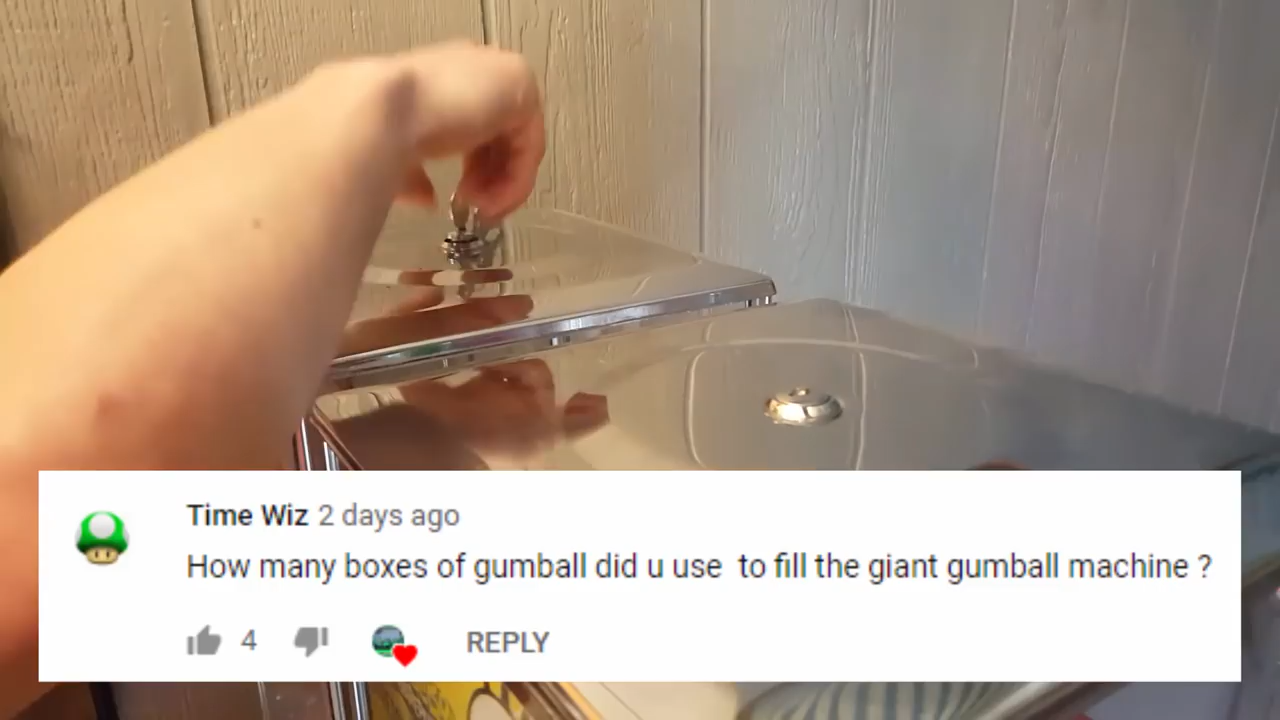 Time Wiz 2 days ago
How many boxes of gumball did u use  to fill the giant gumball machine ?
4 REPLY